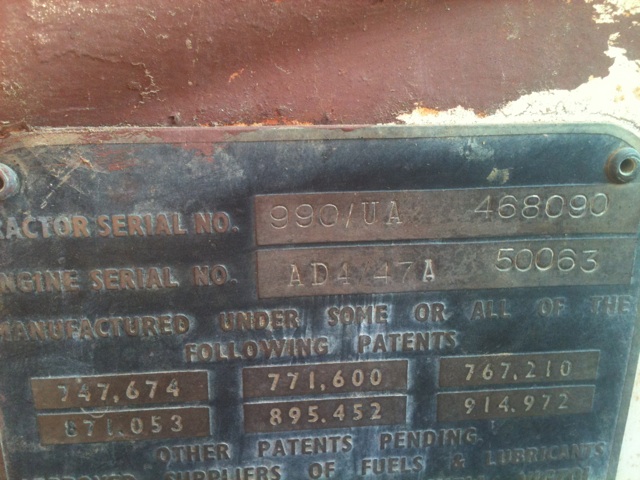 RACTOR SERIAL NO. 990/UA 468090
NGINE SERIAL NO. AD4 47A 50063
MANUFACTURED UNDER SOME OR ALL OF THE
FOLLOWING PATENTS
747,674 771,600 767,210
871,053 895,452 914,972
OTHER PATENTS PENDING
SUPPLIERS OF FUELS & LUBRICANTS